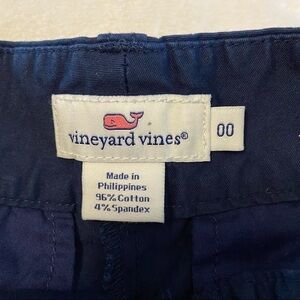 vineyard vines®
00
Made in
Philippines
96% Cotton
4% Spandex